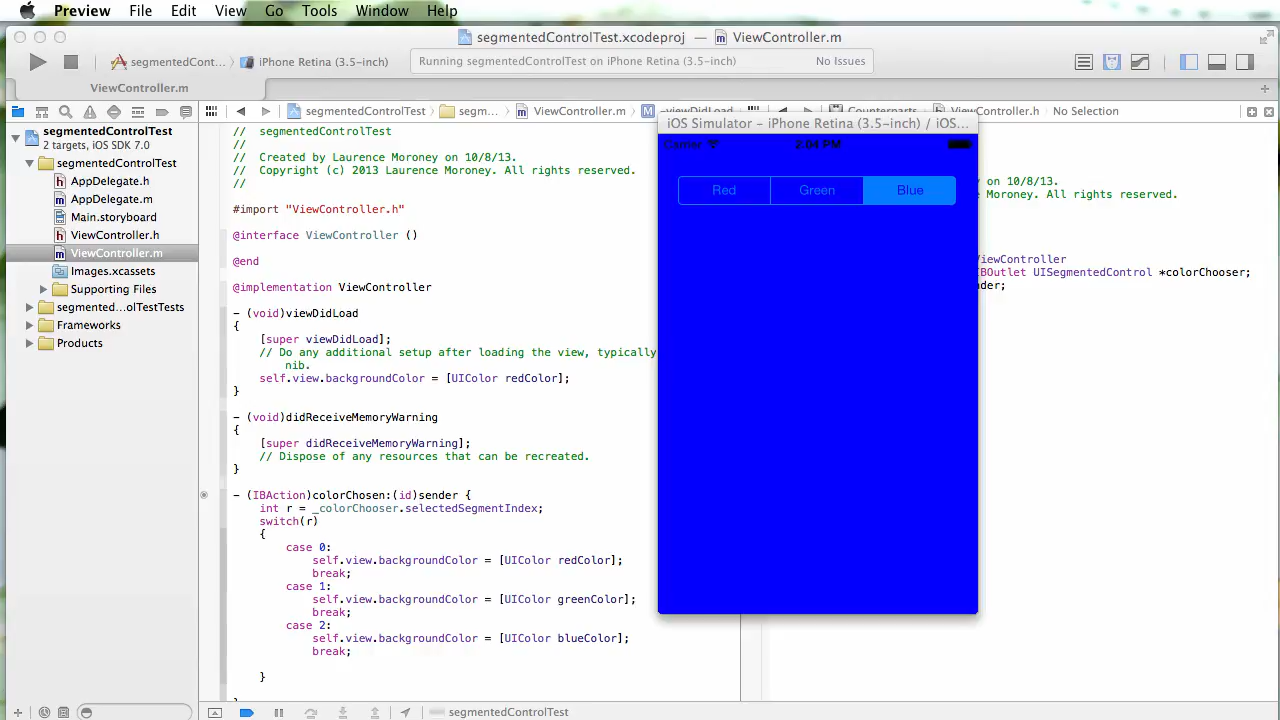 Preview File Edit View Go Tools Window Help
segmentedControlTest.xcodeproj — ViewController.m
segmentedCont... iPhone Retina (3.5-inch) Running segmentedControlTest on iPhone Retina (3.5-inch) No Issues
ViewController.m
segmentedControlTest segm... ViewController.m -viewDidLoad Counterparts ViewController.h No Selection
segmentedControlTest
2 targets, iOS SDK 7.0
segmentedControlTest
AppDelegate.h
AppDelegate.m
Main.storyboard
ViewController.h
ViewController.m
Images.xcassets
Supporting Files
segmented...olTestTests
Frameworks
Products
// segmentedControlTest
//
// Created by Laurence Moroney on 10/8/13.
// Copyright (c) 2013 Laurence Moroney. All rights reserved.
//
#import "ViewController.h"
@interface ViewController ()
@end
@implementation ViewController
- (void)viewDidLoad
{
[super viewDidLoad];
// Do any additional setup after loading the view, typically
nib.
self.view.backgroundColor = [UIColor redColor];
}
- (void)didReceiveMemoryWarning
{
[super didReceiveMemoryWarning];
// Dispose of any resources that can be recreated.
}
- (IBAction)colorChosen:(id)sender {
int r = _colorChooser.selectedSegmentIndex;
switch(r)
{
case 0:
self.view.backgroundColor = [UIColor redColor];
break;
case 1:
self.view.backgroundColor = [UIColor greenColor];
break;
case 2:
self.view.backgroundColor = [UIColor blueColor];
break;
}
iOS Simulator – iPhone Retina (3.5-inch) / iOS...
Carrier 2:04 PM
Red Green Blue
on 10/8/13.
ney. All rights reserved.
ViewController
IBOutlet UISegmentedControl *colorChooser;
nder;
segmentedControlTest